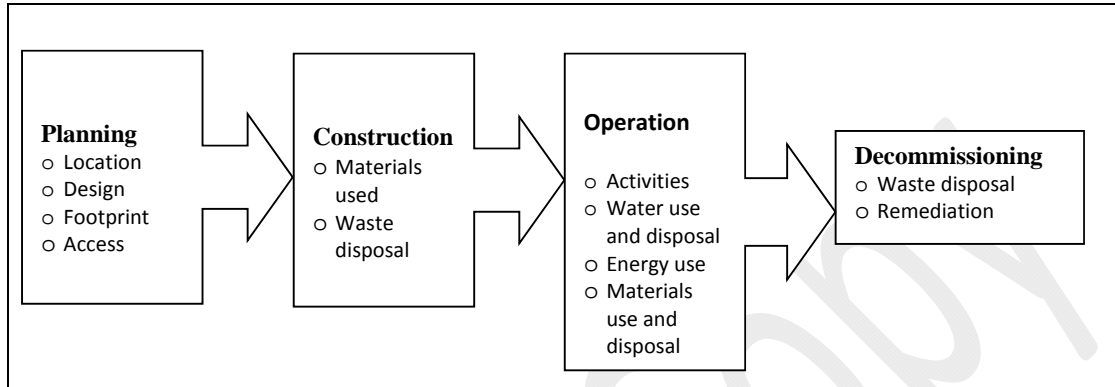 Planning
o Location
o Design
o Footprint
o Access
Construction
o Materials
used
o Waste
disposal
Operation
o Activities
o Water use
and disposal
o Energy use
o Materials
use and
disposal
Decommissioning
o Waste disposal
o Remediation